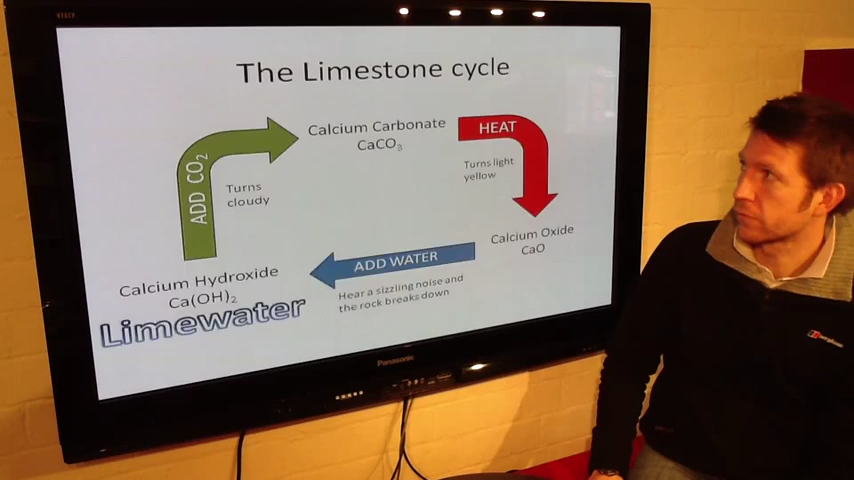 The Limestone cycle
Calcium Carbonate
CaCO₃
HEAT
Turns light
yellow
Calcium Oxide
CaO
ADD WATER
Hear a sizzling noise and
the rock breaks down
Calcium Hydroxide
Ca(OH)₂
Limewater
ADD CO₂
Turns
cloudy
Panasonic